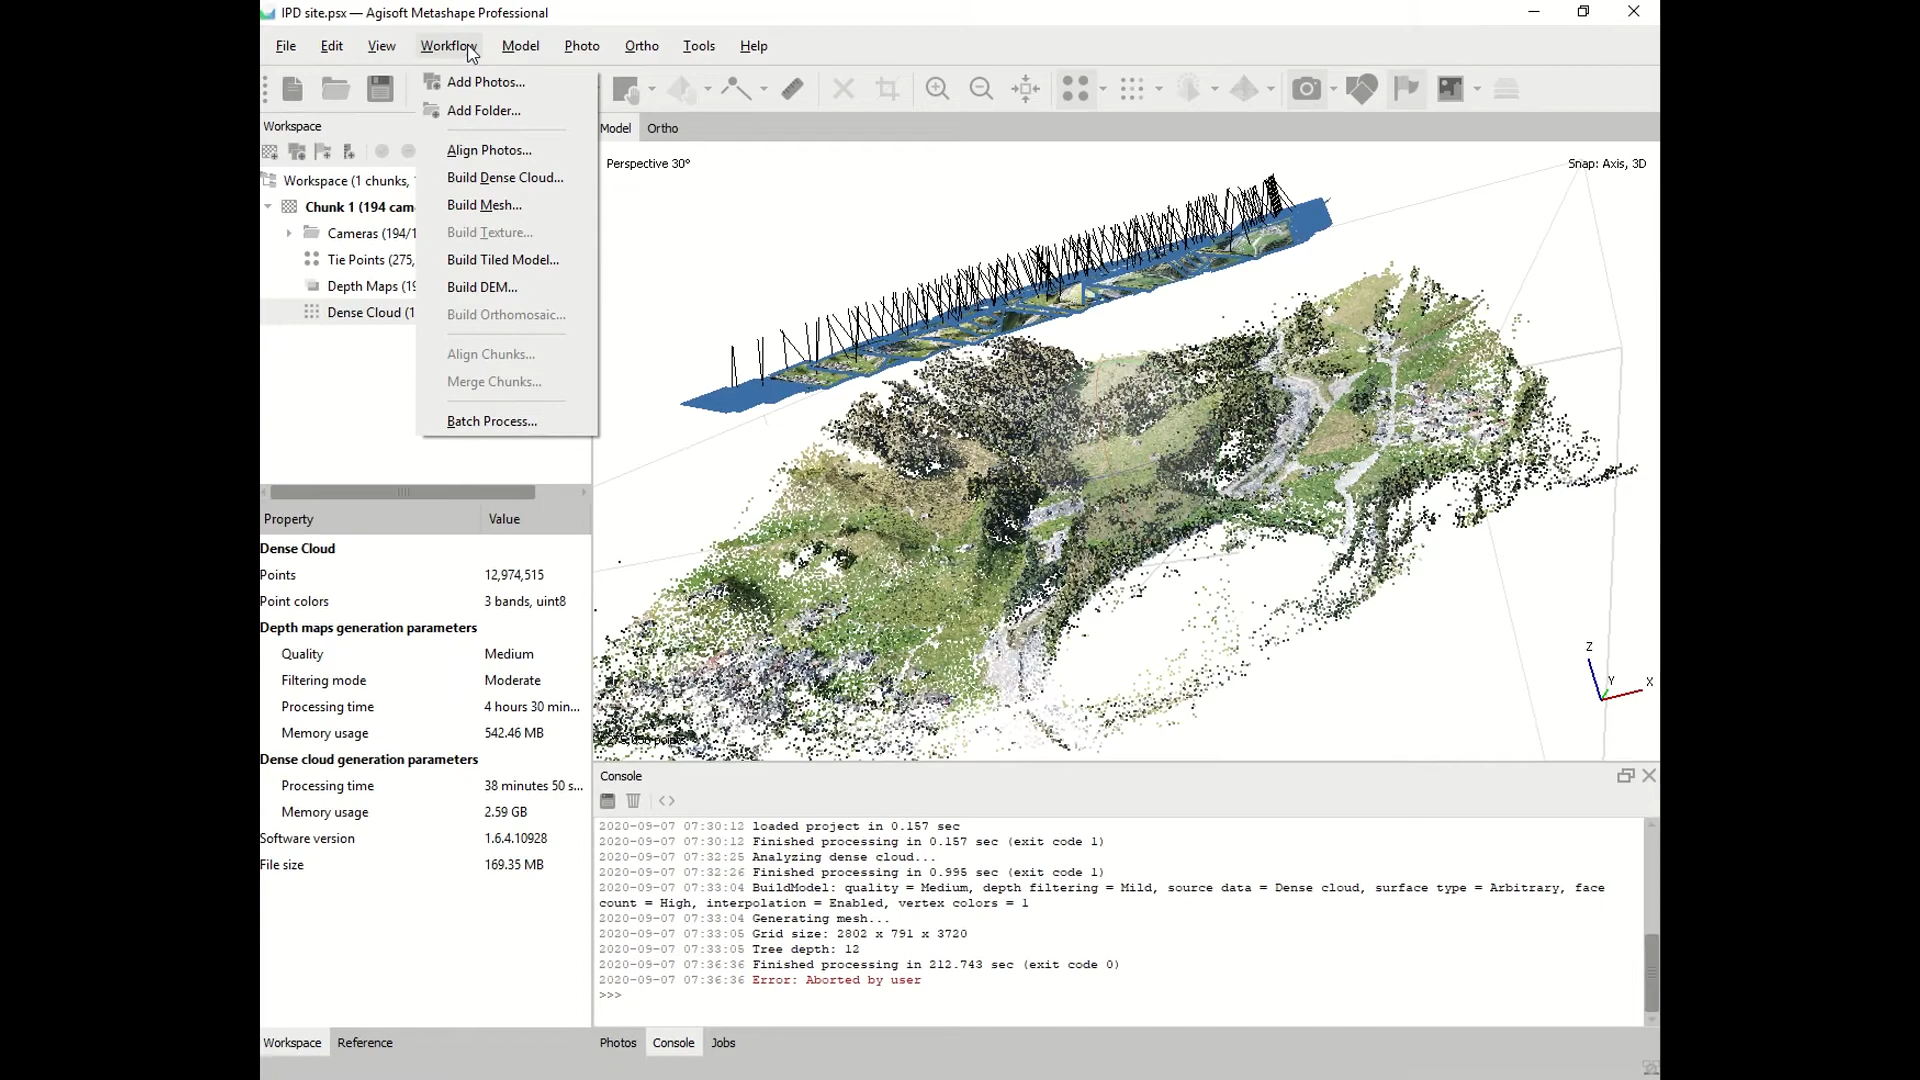 IPD site.psx — Agisoft Metashape Professional
File Edit View Workflow Model Photo Ortho Tools Help
Add Photos...
Add Folder...
Align Photos...
Build Dense Cloud...
Build Mesh...
Build Texture...
Build Tiled Model...
Build DEM...
Build Orthomosaic...
Align Chunks...
Merge Chunks...
Batch Process...
Workspace
Workspace (1 chunks,
Chunk 1 (194 cam
Cameras (194/1
Tie Points (275,
Depth Maps (19
Dense Cloud (1
Model Ortho
Perspective 30°
Snap: Axis, 3D
Z
Y
X
points
Property Value
Dense Cloud
Points 12,974,515
Point colors 3 bands, uint8
Depth maps generation parameters
Quality Medium
Filtering mode Moderate
Processing time 4 hours 30 min...
Memory usage 542.46 MB
Dense cloud generation parameters
Processing time 38 minutes 50 s...
Memory usage 2.59 GB
Software version 1.6.4.10928
File size 169.35 MB
Console
2020-09-07 07:30:12 loaded project in 0.157 sec
2020-09-07 07:30:12 Finished processing in 0.157 sec (exit code 1)
2020-09-07 07:32:25 Analyzing dense cloud...
2020-09-07 07:32:26 Finished processing in 0.995 sec (exit code 1)
2020-09-07 07:33:04 BuildModel: quality = Medium, depth filtering = Mild, source data = Dense cloud, surface type = Arbitrary, face
count = High, interpolation = Enabled, vertex colors = 1
2020-09-07 07:33:04 Generating mesh...
2020-09-07 07:33:05 Grid size: 2802 x 791 x 3720
2020-09-07 07:33:05 Tree depth: 12
2020-09-07 07:36:36 Finished processing in 212.743 sec (exit code 0)
2020-09-07 07:36:36 Error: Aborted by user
>>>
Workspace Reference
Photos Console Jobs